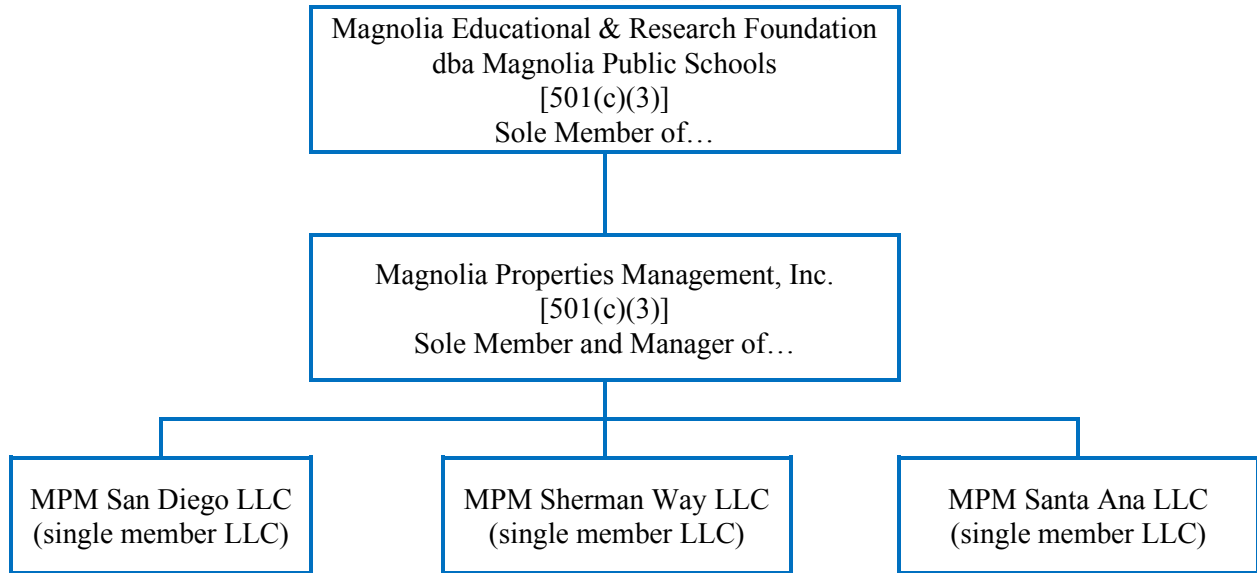 Magnolia Educational & Research Foundation
dba Magnolia Public Schools
[501(c)(3)]
Sole Member of…
Magnolia Properties Management, Inc.
[501(c)(3)]
Sole Member and Manager of…
MPM San Diego LLC
(single member LLC)
MPM Sherman Way LLC
(single member LLC)
MPM Santa Ana LLC
(single member LLC)